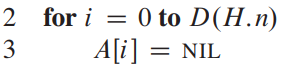 2 for i = 0 to D(H.n)
3 A[i] = NIL